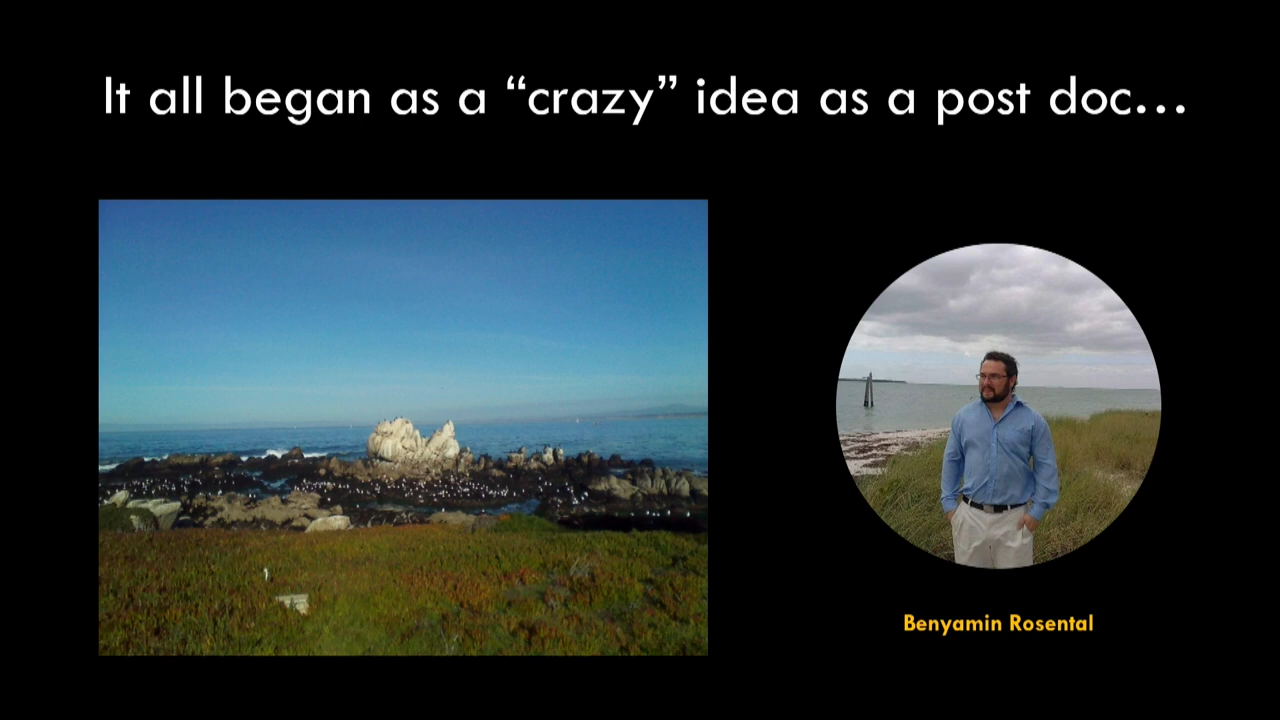 It all began as a “crazy” idea as a post doc…
Benyamin Rosental